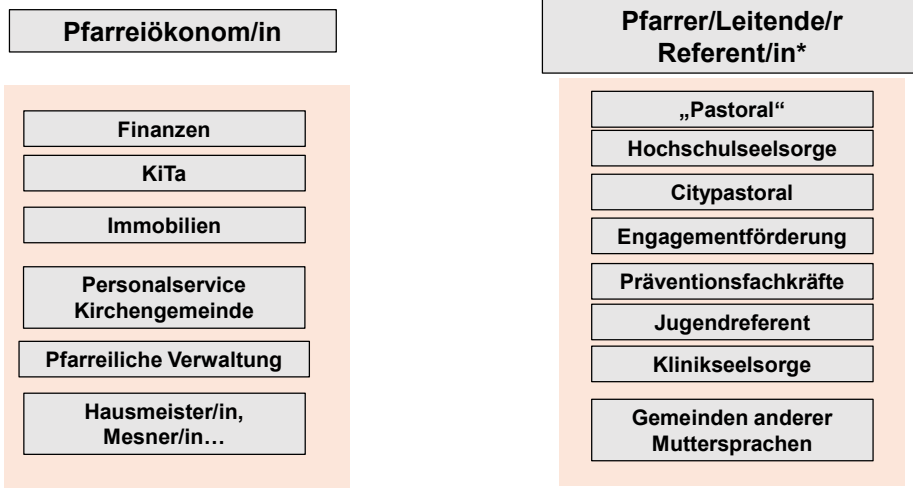 Pfarreiökonom/in
Finanzen
KiTa
Immobilien
Personalservice
Kirchengemeinde
Pfarreiliche Verwaltung
Hausmeister/in,
Mesner/in…
Pfarrer/Leitende/r
Referent/in*
„Pastoral“
Hochschulseelsorge
Citypastoral
Engagementförderung
Präventionsfachkräfte
Jugendreferent
Klinikseelsorge
Gemeinden anderer
Muttersprachen